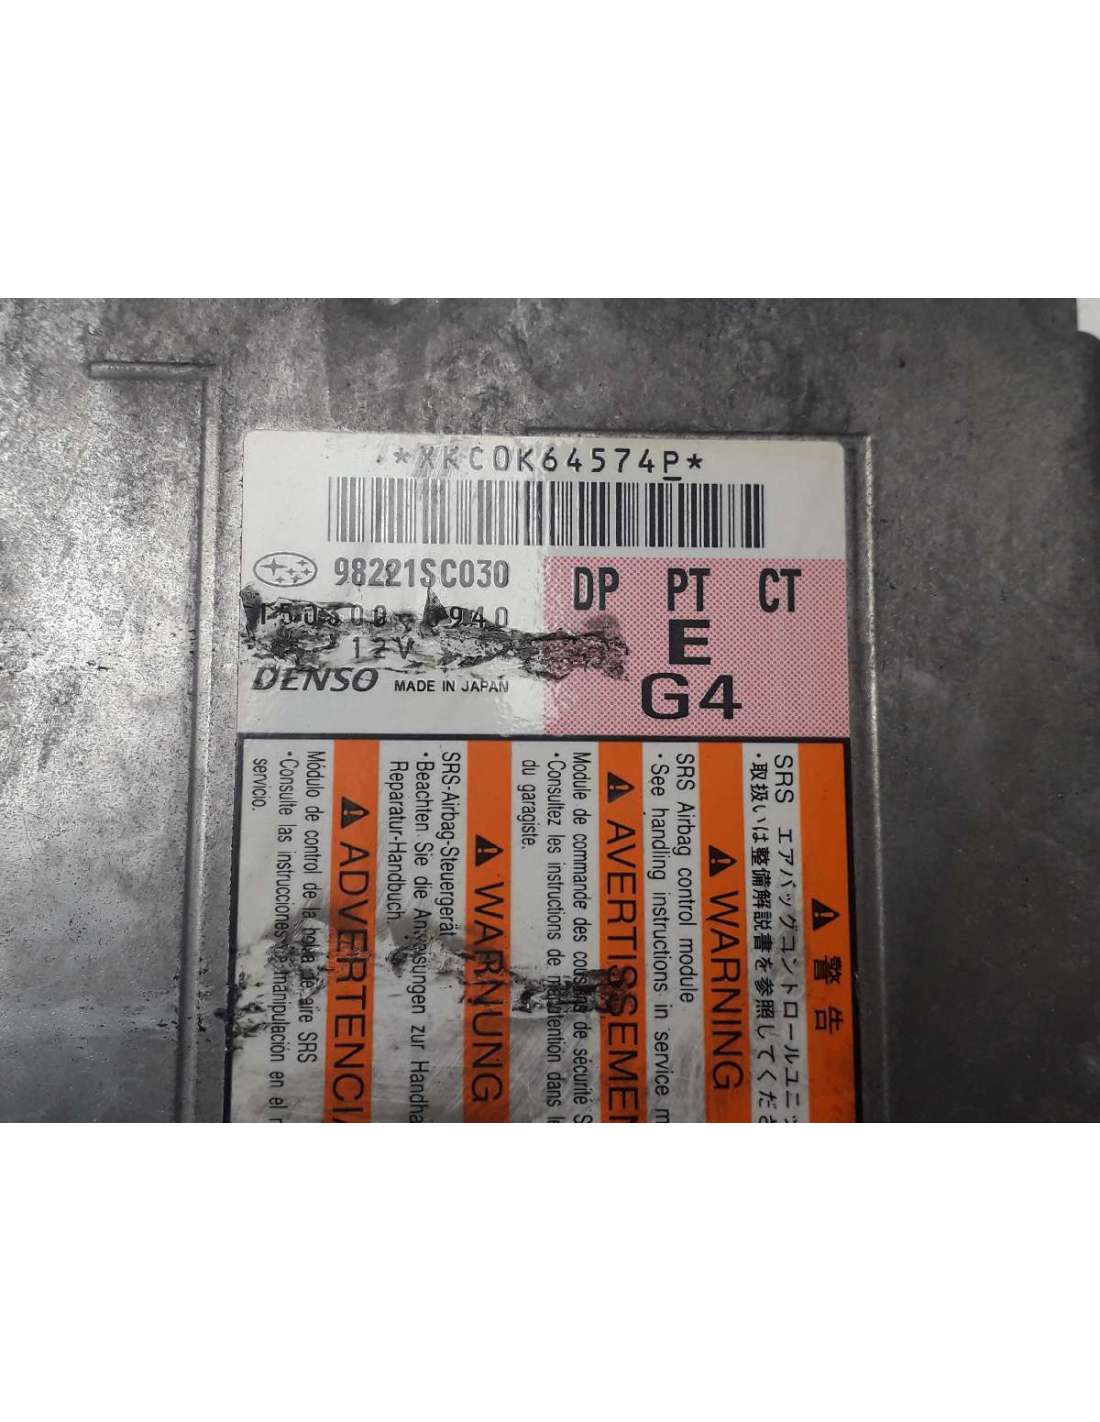 *XKC0K64574P*
98221SC030
12V
DENSO MADE IN JAPAN
DP PT CT
E
G4
警告
SRS エアバッグコントロールユニッ
・取扱いは整備解説書を参照してくださ
WARNING
SRS Airbag control module
・See handling instructions in service m
AVERTISSEMEN
Module de commande des coussins de sécurité S
・Consultez les instructions de manutention dans le
du garagiste.
WARNUNG
SRS-Airbag-Steuergerät
・Beachten Sie die Anweisungen zur Handha
Reparatur-Handbuch.
ADVERTENCIA
Módulo de control de la bolsa de aire SRS
・Consulte las instrucciones de manipulación en el
servicio.